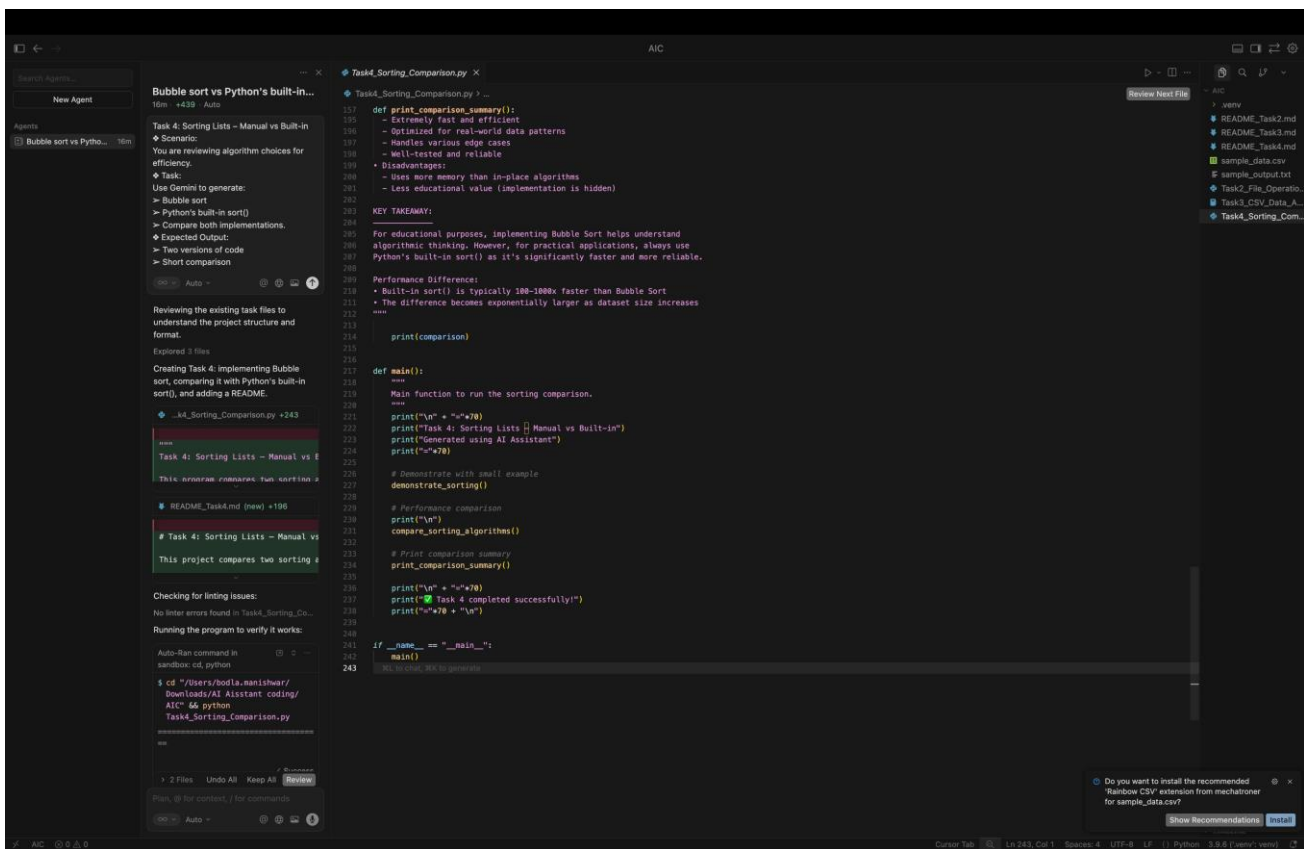 AIC
Search Agents...
New Agent
Agents
Bubble sort vs Pytho... 16m
Bubble sort vs Python's built-in...
16m · +439 · Auto
Task 4: Sorting Lists – Manual vs Built-in
❖ Scenario:
You are reviewing algorithm choices for
efficiency.
❖ Task:
Use Gemini to generate:
➢ Bubble sort
➢ Python's built-in sort()
➢ Compare both implementations.
❖ Expected Output:
➢ Two versions of code
➢ Short comparison
Auto
Reviewing the existing task files to
understand the project structure and
format.
Explored 3 files
Creating Task 4: implementing Bubble
sort, comparing it with Python's built-in
sort(), and adding a README.
...k4_Sorting_Comparison.py +243
"""
Task 4: Sorting Lists – Manual vs B
This program compares two sorting a
README_Task4.md (new) +196
# Task 4: Sorting Lists – Manual vs
This project compares two sorting a
Checking for linting issues:
No linter errors found in Task4_Sorting_Co...
Running the program to verify it works:
Auto-Ran command in
sandbox: cd, python
$ cd "/Users/bodla.manishwar/
Downloads/AI Aisstant coding/
AIC" && python
Task4_Sorting_Comparison.py
==================================
==
Success
> 2 Files Undo All Keep All Review
Plan, @ for context, / for commands
Auto
Task4_Sorting_Comparison.py
Task4_Sorting_Comparison.py > ...
Review Next File
157 def print_comparison_summary():
195 - Extremely fast and efficient
196 - Optimized for real-world data patterns
197 - Handles various edge cases
198 - Well-tested and reliable
199 • Disadvantages:
200 - Uses more memory than in-place algorithms
201 - Less educational value (implementation is hidden)
202
203 KEY TAKEAWAY:
204 ─────────────
205 For educational purposes, implementing Bubble Sort helps understand
206 algorithmic thinking. However, for practical applications, always use
207 Python's built-in sort() as it's significantly faster and more reliable.
208
209 Performance Difference:
210 • Built-in sort() is typically 100-1000x faster than Bubble Sort
211 • The difference becomes exponentially larger as dataset size increases
212 """
213
214 print(comparison)
215
216
217 def main():
218 """
219 Main function to run the sorting comparison.
220 """
221 print("\n" + "="*70)
222 print("Task 4: Sorting Lists – Manual vs Built-in")
223 print("Generated using AI Assistant")
224 print("="*70)
225
226 # Demonstrate with small example
227 demonstrate_sorting()
228
229 # Performance comparison
230 print("\n")
231 compare_sorting_algorithms()
232
233 # Print comparison summary
234 print_comparison_summary()
235
236 print("\n" + "="*70)
237 print("✅ Task 4 completed successfully!")
238 print("="*70 + "\n")
239
240
241 if __name__ == "__main__":
242 main()
243 ⌘L to chat, ⌘K to generate
AIC
> .venv
README_Task2.md
README_Task3.md
README_Task4.md
sample_data.csv
sample_output.txt
Task2_File_Operatio...
Task3_CSV_Data_A...
Task4_Sorting_Com...
Do you want to install the recommended
'Rainbow CSV' extension from mechatroner
for sample_data.csv?
Show Recommendations Install
AIC 0 0
Cursor Tab Ln 243, Col 1 Spaces: 4 UTF-8 LF Python 3.9.6 ('.venv': venv)